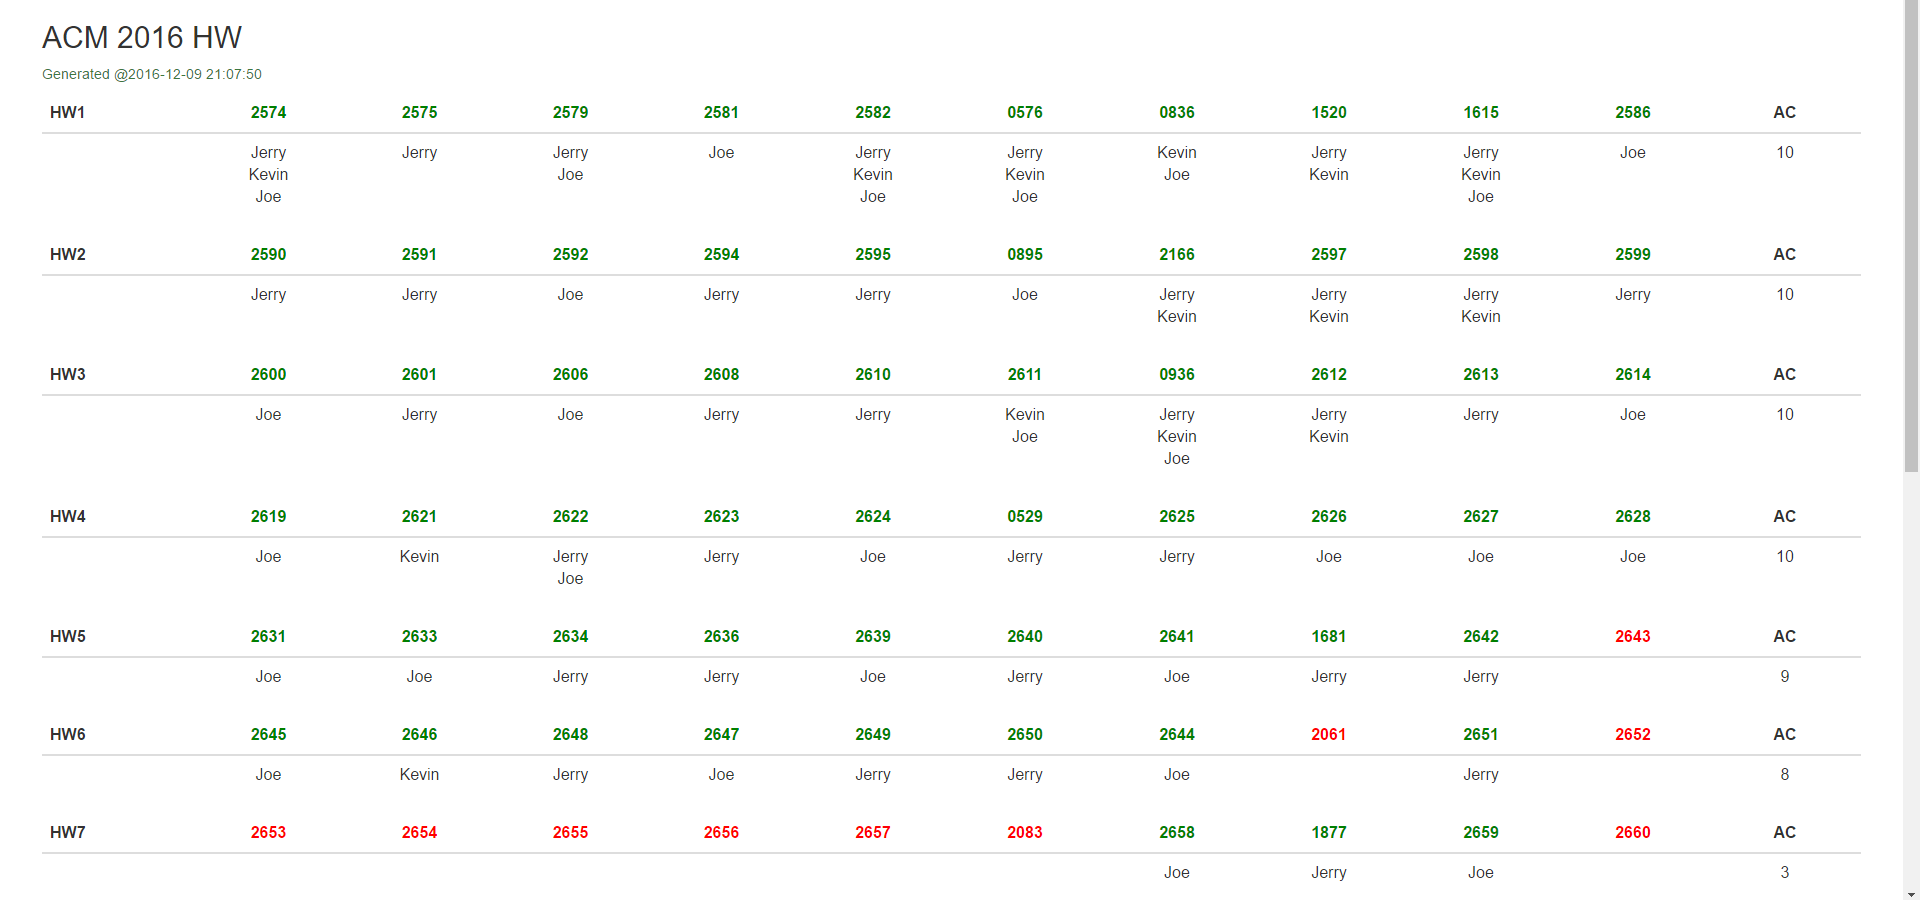 ACM 2016 HW
Generated @2016-12-09 21:07:50
HW1 2574 2575 2579 2581 2582 0576 0836 1520 1615 2586 AC
Jerry Jerry Jerry Joe Jerry Jerry Kevin Jerry Jerry Joe 10
Kevin Joe Kevin Kevin Joe Kevin Kevin
Joe Joe Joe Joe
HW2 2590 2591 2592 2594 2595 0895 2166 2597 2598 2599 AC
Jerry Jerry Joe Jerry Jerry Joe Jerry Jerry Jerry Jerry 10
Kevin Kevin Kevin
HW3 2600 2601 2606 2608 2610 2611 0936 2612 2613 2614 AC
Joe Jerry Joe Jerry Jerry Kevin Jerry Jerry Jerry Joe 10
Joe Kevin Kevin
Joe
HW4 2619 2621 2622 2623 2624 0529 2625 2626 2627 2628 AC
Joe Kevin Jerry Jerry Joe Jerry Jerry Joe Joe Joe 10
Joe
HW5 2631 2633 2634 2636 2639 2640 2641 1681 2642 2643 AC
Joe Joe Jerry Jerry Joe Jerry Joe Jerry Jerry 9
HW6 2645 2646 2648 2647 2649 2650 2644 2061 2651 2652 AC
Joe Kevin Jerry Joe Jerry Jerry Joe Jerry 8
HW7 2653 2654 2655 2656 2657 2083 2658 1877 2659 2660 AC
Joe Jerry Joe 3